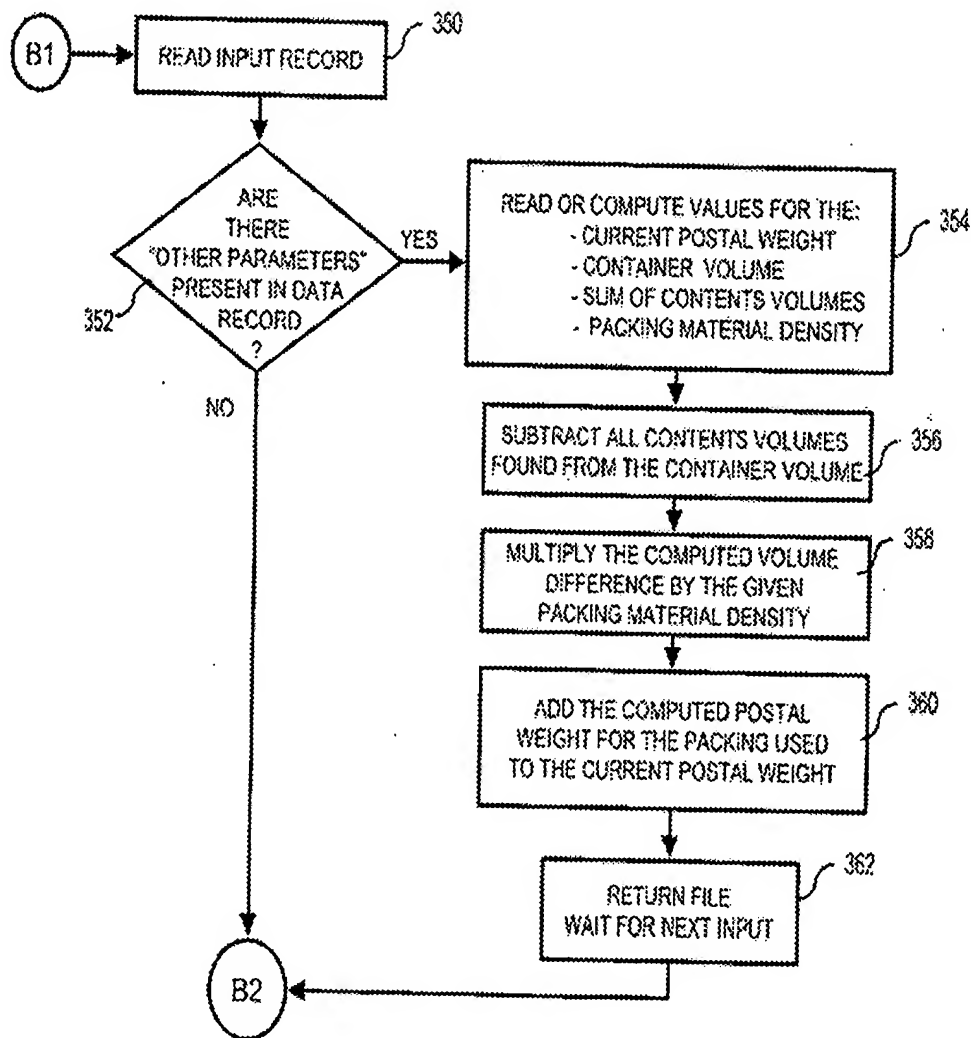 B1
READ INPUT RECORD
350
ARE
THERE
"OTHER PARAMETERS"
PRESENT IN DATA
RECORD
?
352
YES
NO
READ OR COMPUTE VALUES FOR THE:
- CURRENT POSTAL WEIGHT
- CONTAINER VOLUME
- SUM OF CONTENTS VOLUMES
- PACKING MATERIAL DENSITY
354
SUBTRACT ALL CONTENTS VOLUMES
FOUND FROM THE CONTAINER VOLUME
356
MULTIPLY THE COMPUTED VOLUME
DIFFERENCE BY THE GIVEN
PACKING MATERIAL DENSITY
358
ADD THE COMPUTED POSTAL
WEIGHT FOR THE PACKING USED
TO THE CURRENT POSTAL WEIGHT
360
RETURN FILE
WAIT FOR NEXT INPUT
362
B2